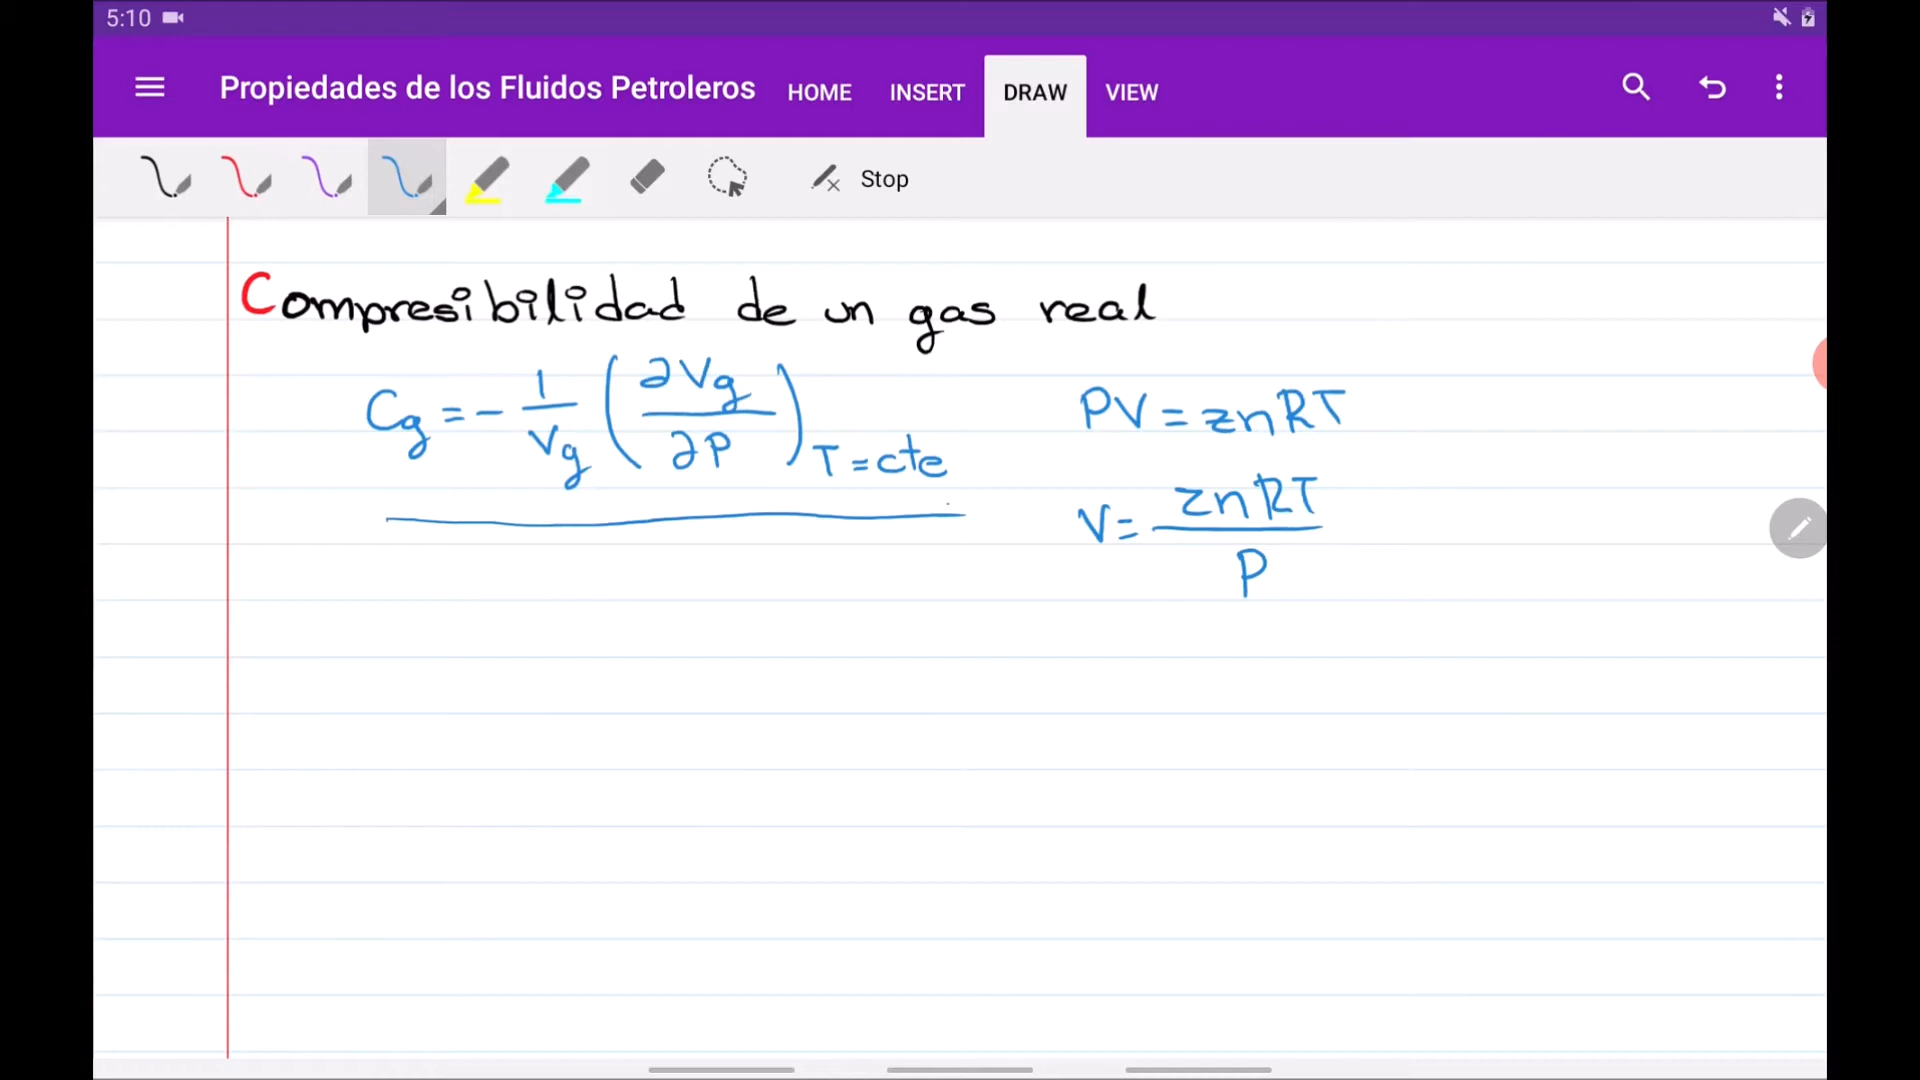 5:10
Propiedades de los Fluidos Petroleros HOME INSERT DRAW VIEW
Stop
Compresibilidad de un gas real
Cg = - 1/Vg (∂Vg/∂P) T = cte
PV = znRT
V = znRT/P